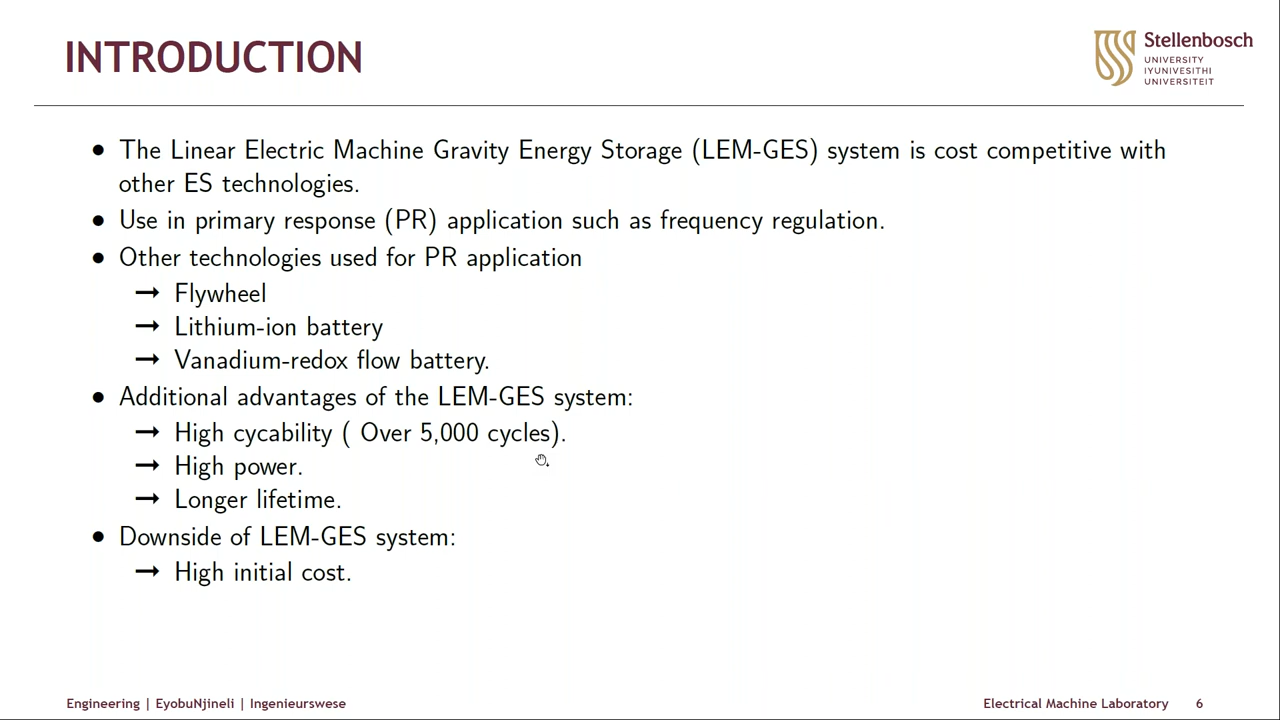 INTRODUCTION
Stellenbosch
UNIVERSITY
IYUNIVESITHI
UNIVERSITEIT
• The Linear Electric Machine Gravity Energy Storage (LEM-GES) system is cost competitive with
other ES technologies.
• Use in primary response (PR) application such as frequency regulation.
• Other technologies used for PR application
→ Flywheel
→ Lithium-ion battery
→ Vanadium-redox flow battery.
• Additional advantages of the LEM-GES system:
→ High cycability ( Over 5,000 cycles).
→ High power.
→ Longer lifetime.
• Downside of LEM-GES system:
→ High initial cost.
Engineering | EyobuNjineli | Ingenieurswese
Electrical Machine Laboratory 6